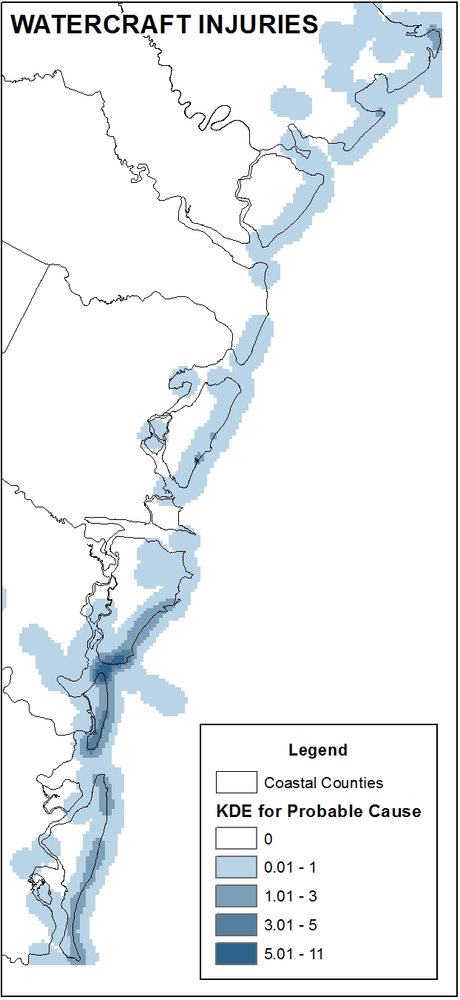 WATERCRAFT INJURIES
Legend
Coastal Counties
KDE for Probable Cause
0
0.01 - 1
1.01 - 3
3.01 - 5
5.01 - 11